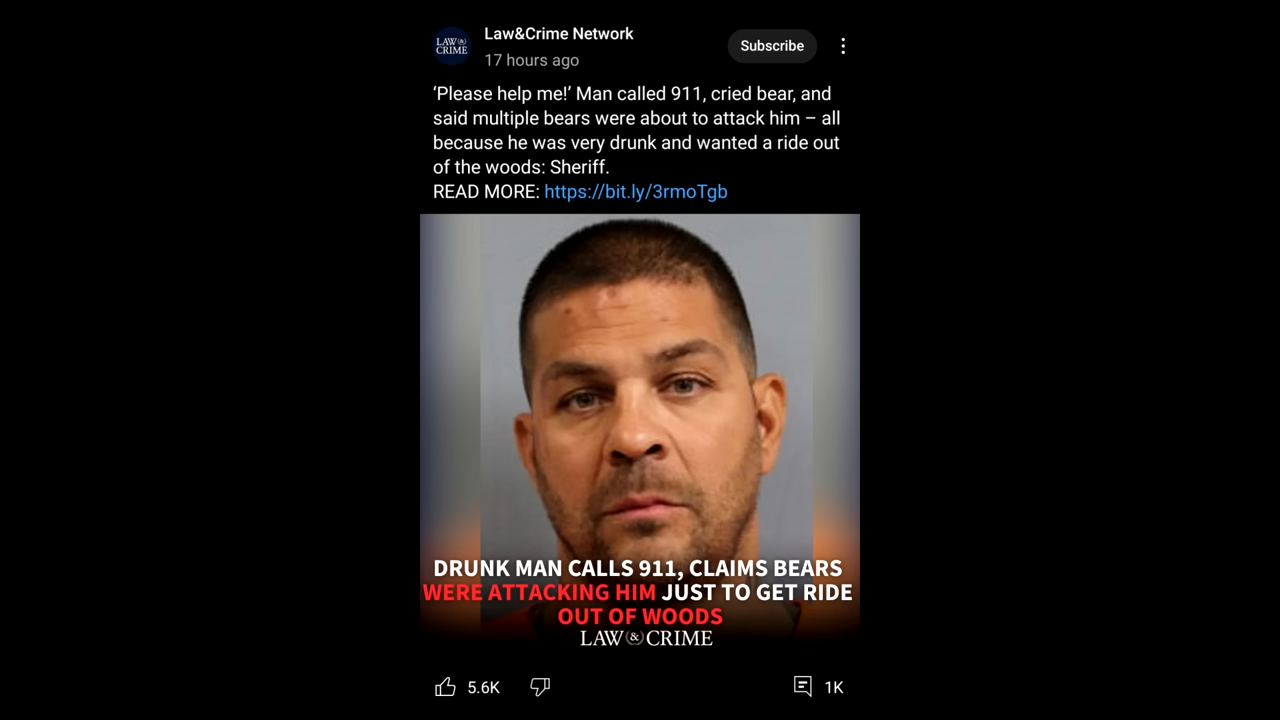 LAW&CRIME
Law&Crime Network
17 hours ago
Subscribe
‘Please help me!’ Man called 911, cried bear, and
said multiple bears were about to attack him – all
because he was very drunk and wanted a ride out
of the woods: Sheriff.
READ MORE: https://bit.ly/3rmoTgb
DRUNK MAN CALLS 911, CLAIMS BEARS
WERE ATTACKING HIM JUST TO GET RIDE
OUT OF WOODS
LAW&CRIME
5.6K
1K